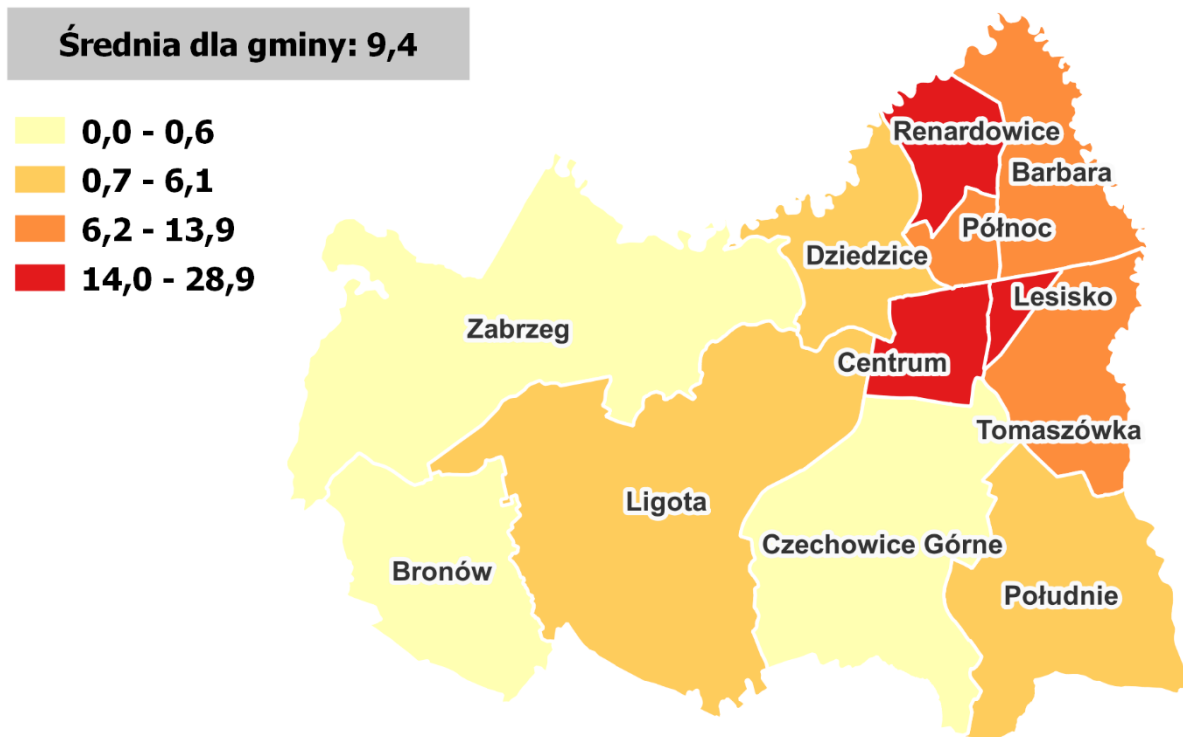 Średnia dla gminy: 9,4
0,0 - 0,6
0,7 - 6,1
6,2 - 13,9
14,0 - 28,9
Renardowice
Barbara
Północ
Dziedzice
Lesisko
Zabrzeg
Centrum
Tomaszówka
Ligota
Czechowice Górne
Bronów
Południe